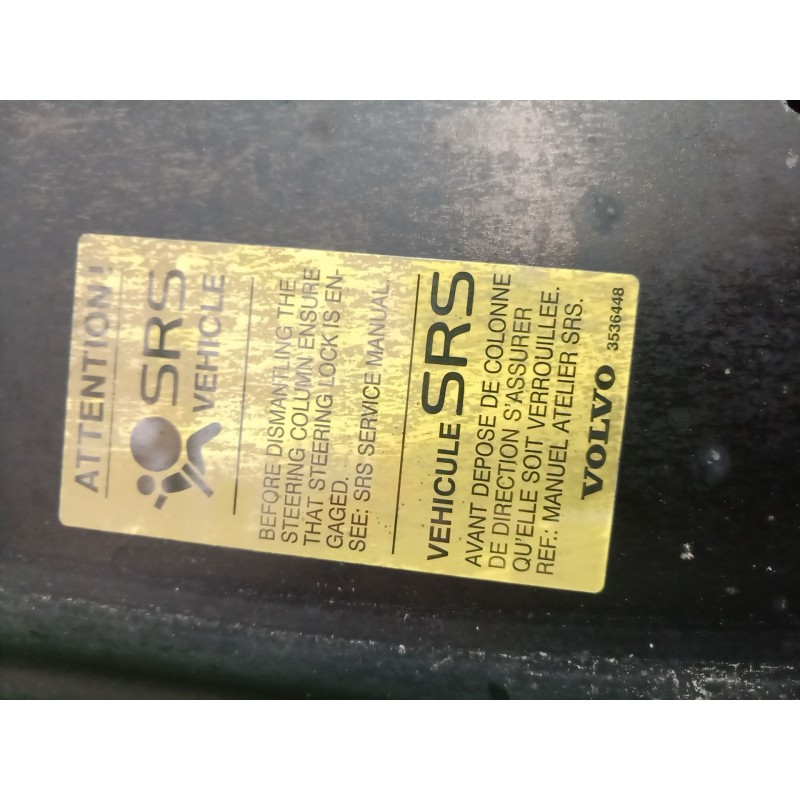 ATTENTION!
SRS
VEHICLE
BEFORE DISMANTLING THE
STEERING COLUMN ENSURE
THAT STEERING LOCK IS EN-
GAGED.
SEE: SRS SERVICE MANUAL.
VEHICULE SRS
AVANT DEPOSE DE COLONNE
DE DIRECTION S'ASSURER
QU'ELLE SOIT VERROUILLEE.
REF.: MANUEL ATELIER SRS.
VOLVO 3536448